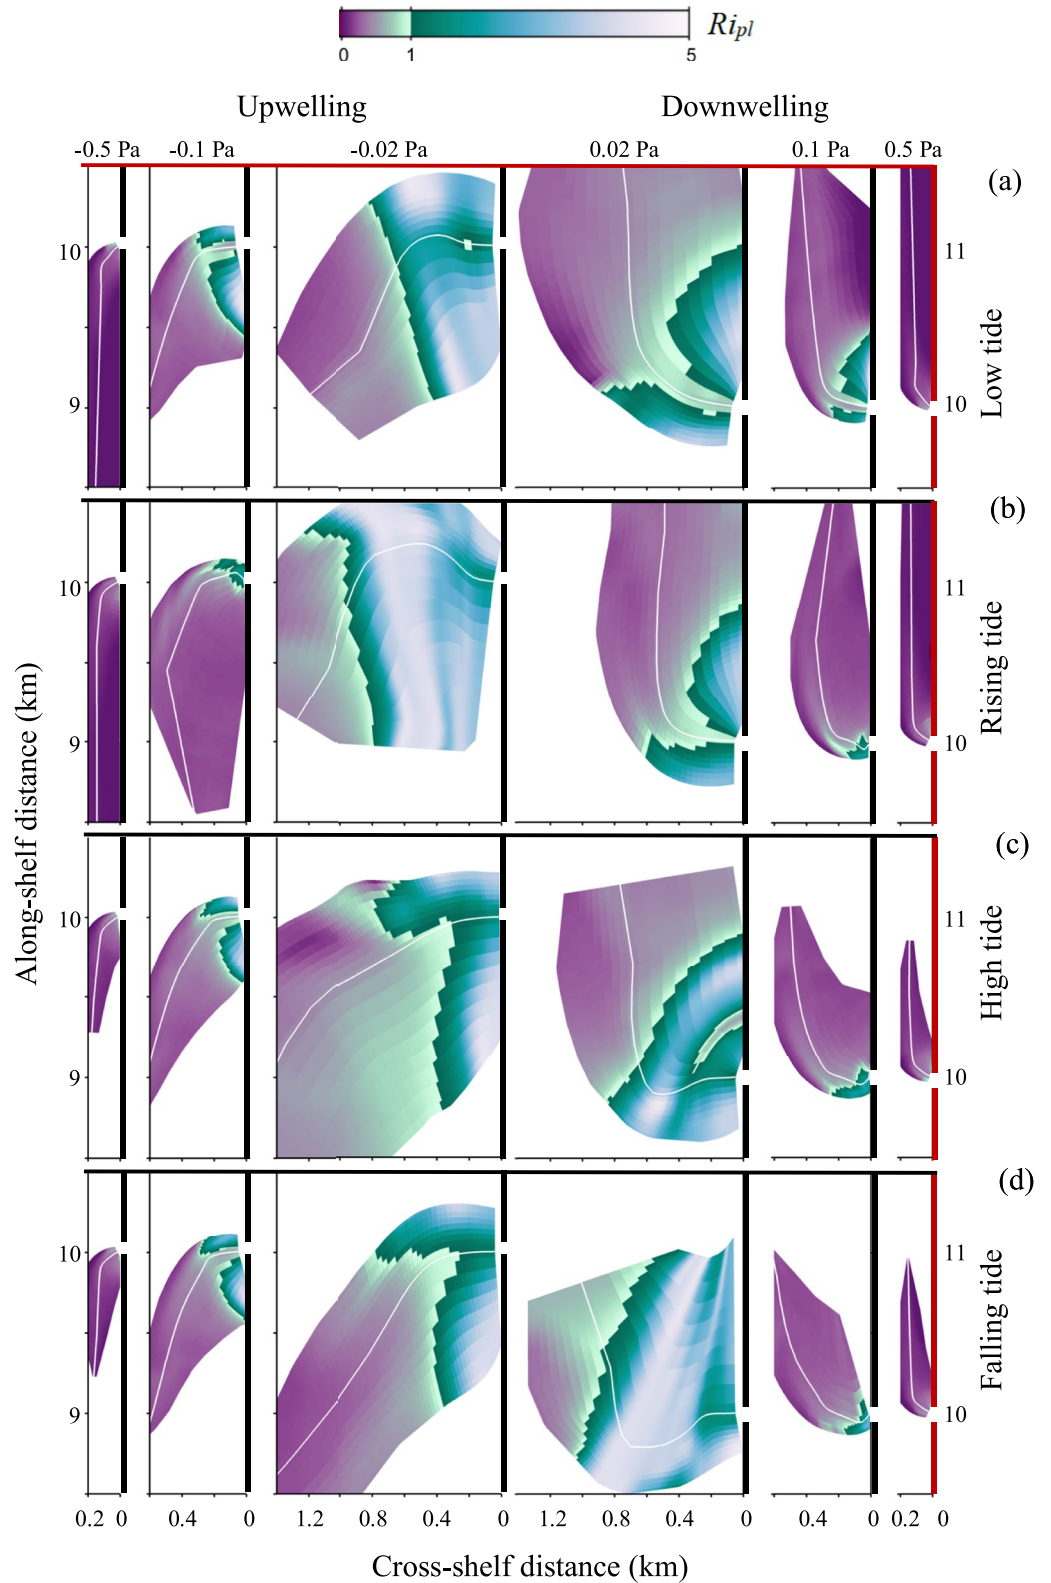 Ripl
0 1 5
Upwelling Downwelling
-0.5 Pa -0.1 Pa -0.02 Pa 0.02 Pa 0.1 Pa 0.5 Pa
(a)
10 11
9 10
Low tide
(b)
10 11
9 10
Rising tide
(c)
10 11
9 10
High tide
(d)
10 11
9 10
Falling tide
Along-shelf distance (km)
0.2 0 0.4 0 1.2 0.8 0.4 0 1.2 0.8 0.4 0 0.4 0 0.2 0
Cross-shelf distance (km)